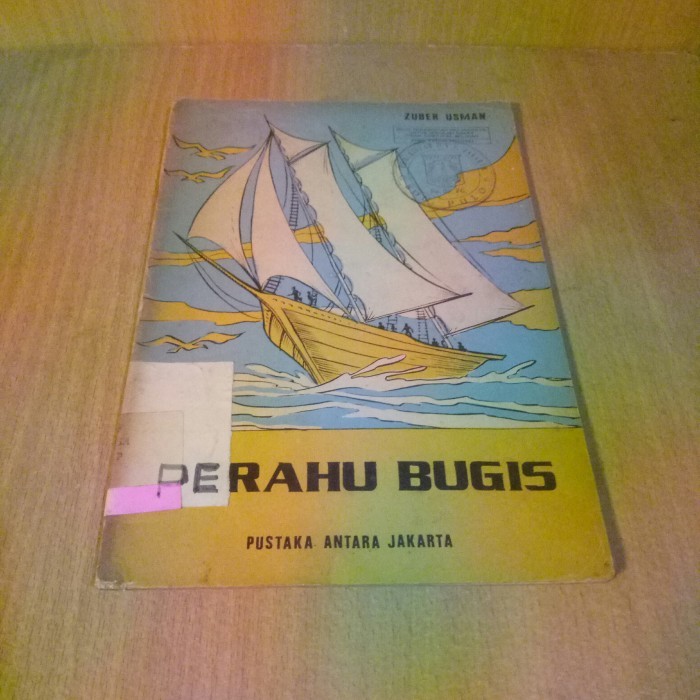 ZUBER USMAN
PERAHU BUGIS
PUSTAKA ANTARA JAKARTA